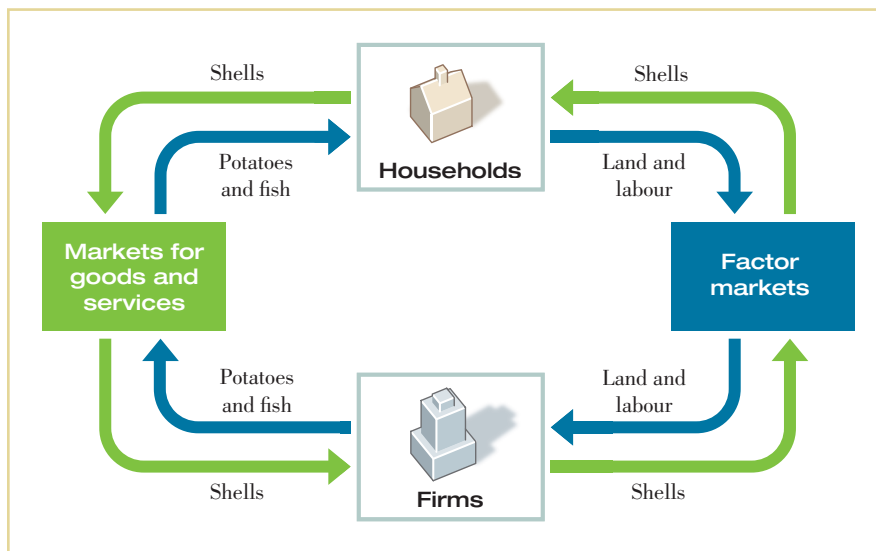 Shells
Shells
Potatoes
and fish
Households
Land and
labour
Markets for
goods and
services
Factor
markets
Potatoes
and fish
Land and
labour
Shells
Firms
Shells